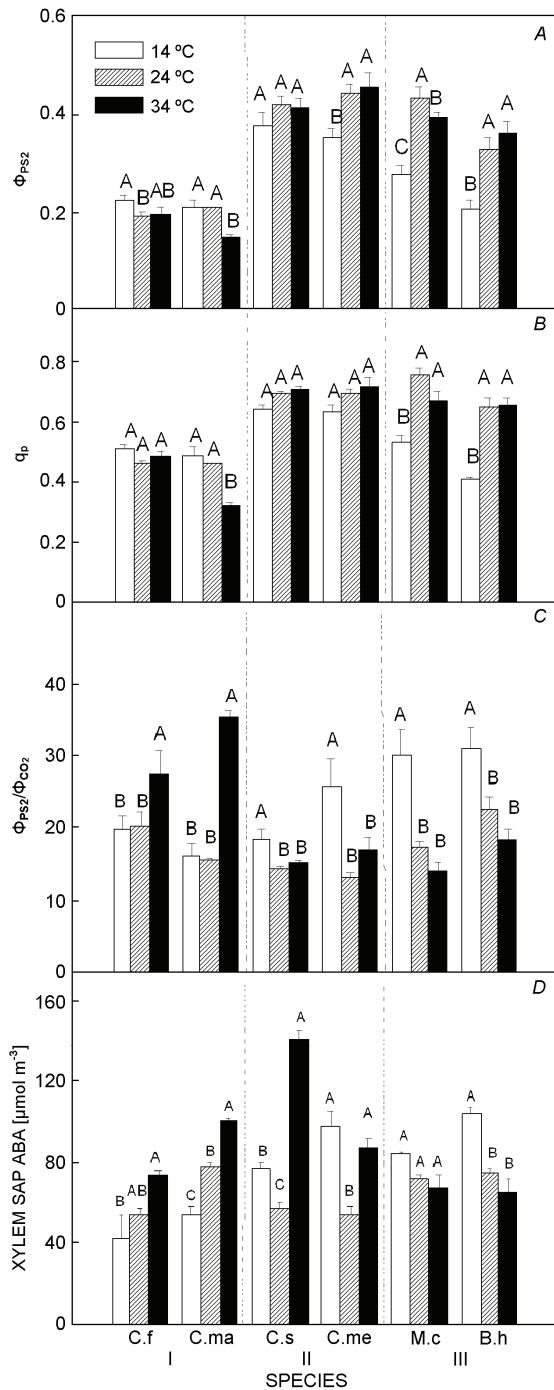 0.6
A
14 ºC
24 ºC
34 ºC
0.4
0.2
0
ΦPS2
A B AB
A A B
A A A
B A A
C A B
B A A
B
0.8
0.6
0.4
0.2
0
qp
A A A
A A B
A A A
A A A
B A A
B A A
C
40
30
20
10
0
ΦPS2/ΦCO2
B B A
B B A
A B B
A B B
A B B
A B B
D
160
120
80
40
0
XYLEM SAP ABA [µmol m-3]
B AB A
C B A
B C A
A B A
A A A
A B B
C.f C.ma C.s C.me M.c B.h
I II III
SPECIES